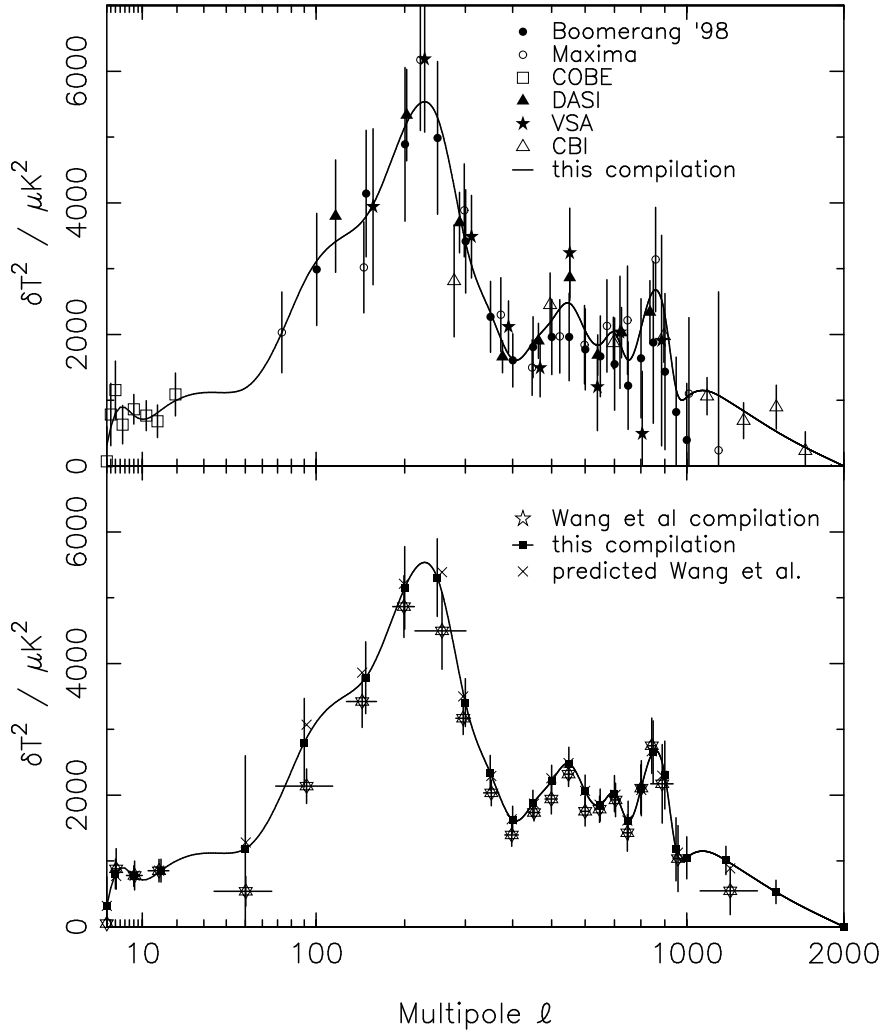 Boomerang '98
Maxima
COBE
DASI
VSA
CBI
this compilation
6000
4000
2000
0
δT² / μK²
Wang et al compilation
this compilation
predicted Wang et al.
6000
4000
2000
0
δT² / μK²
10 100 1000 2000
Multipole ℓ